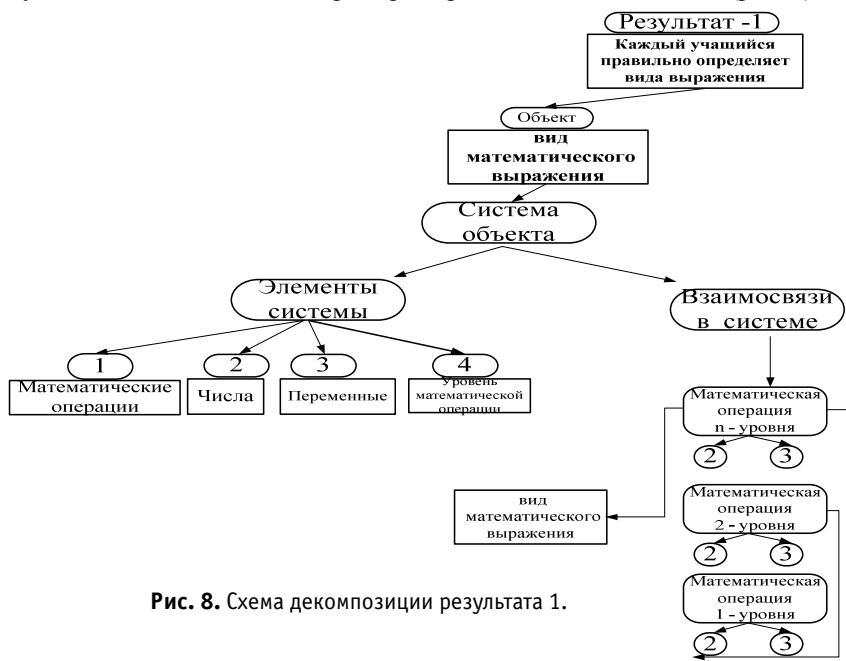 Результат -1
Каждый учащийся
правильно определяет
вида выражения
Объект
вид
математического
выражения
Система
объекта
Элементы
системы
Взаимосвязи
в системе
1
Математические
операции
2
Числа
3
Переменные
4
Уровень
математической
операции
Математическая
операция
n - уровня
2
3
вид
математического
выражения
Математическая
операция
2 - уровня
2
3
Математическая
операция
1 - уровня
2
3
Рис. 8. Схема декомпозиции результата 1.